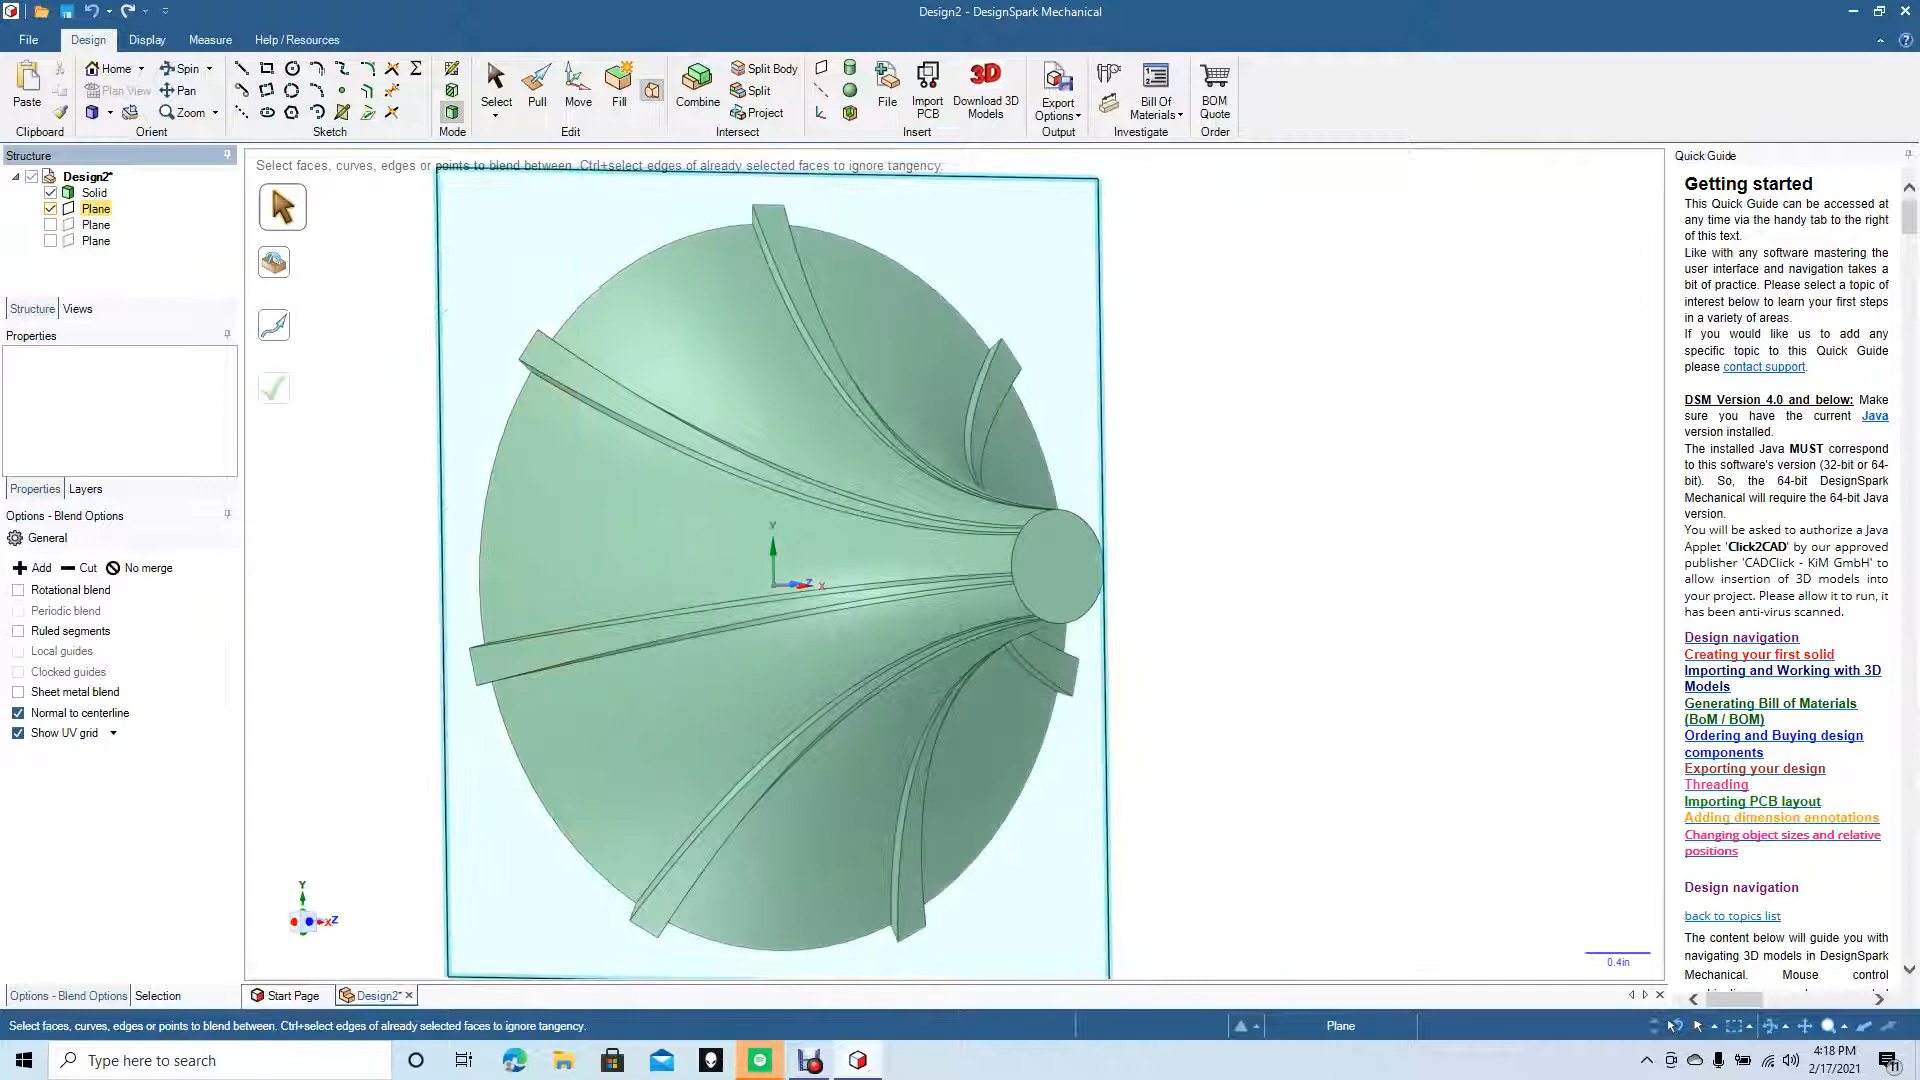 Design2 - DesignSpark Mechanical
File
Design
Display
Measure
Help / Resources
Paste
Home
Plan View
Spin
Pan
Zoom
Select
Pull
Move
Fill
Combine
Split Body
Split
Project
File
Import
PCB
Download 3D
Models
Export
Options
Bill Of
Materials
BOM
Quote
Clipboard
Orient
Sketch
Mode
Edit
Intersect
Insert
Output
Investigate
Order
Structure
Design2*
Solid
Plane
Plane
Plane
Structure
Views
Properties
Properties
Layers
Options - Blend Options
General
Add
Cut
No merge
Rotational blend
Periodic blend
Ruled segments
Local guides
Clocked guides
Sheet metal blend
Normal to centerline
Show UV grid
Options - Blend Options
Selection
Select faces, curves, edges or points to blend between. Ctrl+select edges of already selected faces to ignore tangency.
Y
Z
X
Y
X
Z
0.4in
Start Page
Design2*
Quick Guide
Getting started
This Quick Guide can be accessed at
any time via the handy tab to the right
of this text.
Like with any software mastering the
user interface and navigation takes a
bit of practice. Please select a topic of
interest below to learn your first steps
in a variety of areas.
If you would like us to add any
specific topic to this Quick Guide
please contact support.
DSM Version 4.0 and below: Make
sure you have the current Java
version installed.
The installed Java MUST correspond
to this software's version (32-bit or 64-
bit). So, the 64-bit DesignSpark
Mechanical will require the 64-bit Java
version.
You will be asked to authorize a Java
Applet 'Click2CAD' by our approved
publisher 'CADClick - KiM GmbH' to
allow insertion of 3D models into
your project. Please allow it to run, it
has been anti-virus scanned.
Design navigation
Creating your first solid
Importing and Working with 3D
Models
Generating Bill of Materials
(BoM / BOM)
Ordering and Buying design
components
Exporting your design
Threading
Importing PCB layout
Adding dimension annotations
Changing object sizes and relative
positions
Design navigation
back to topics list
The content below will guide you with
navigating 3D models in DesignSpark
Mechanical. Mouse control
Select faces, curves, edges or points to blend between. Ctrl+select edges of already selected faces to ignore tangency.
Plane
Type here to search
4:18 PM
2/17/2021